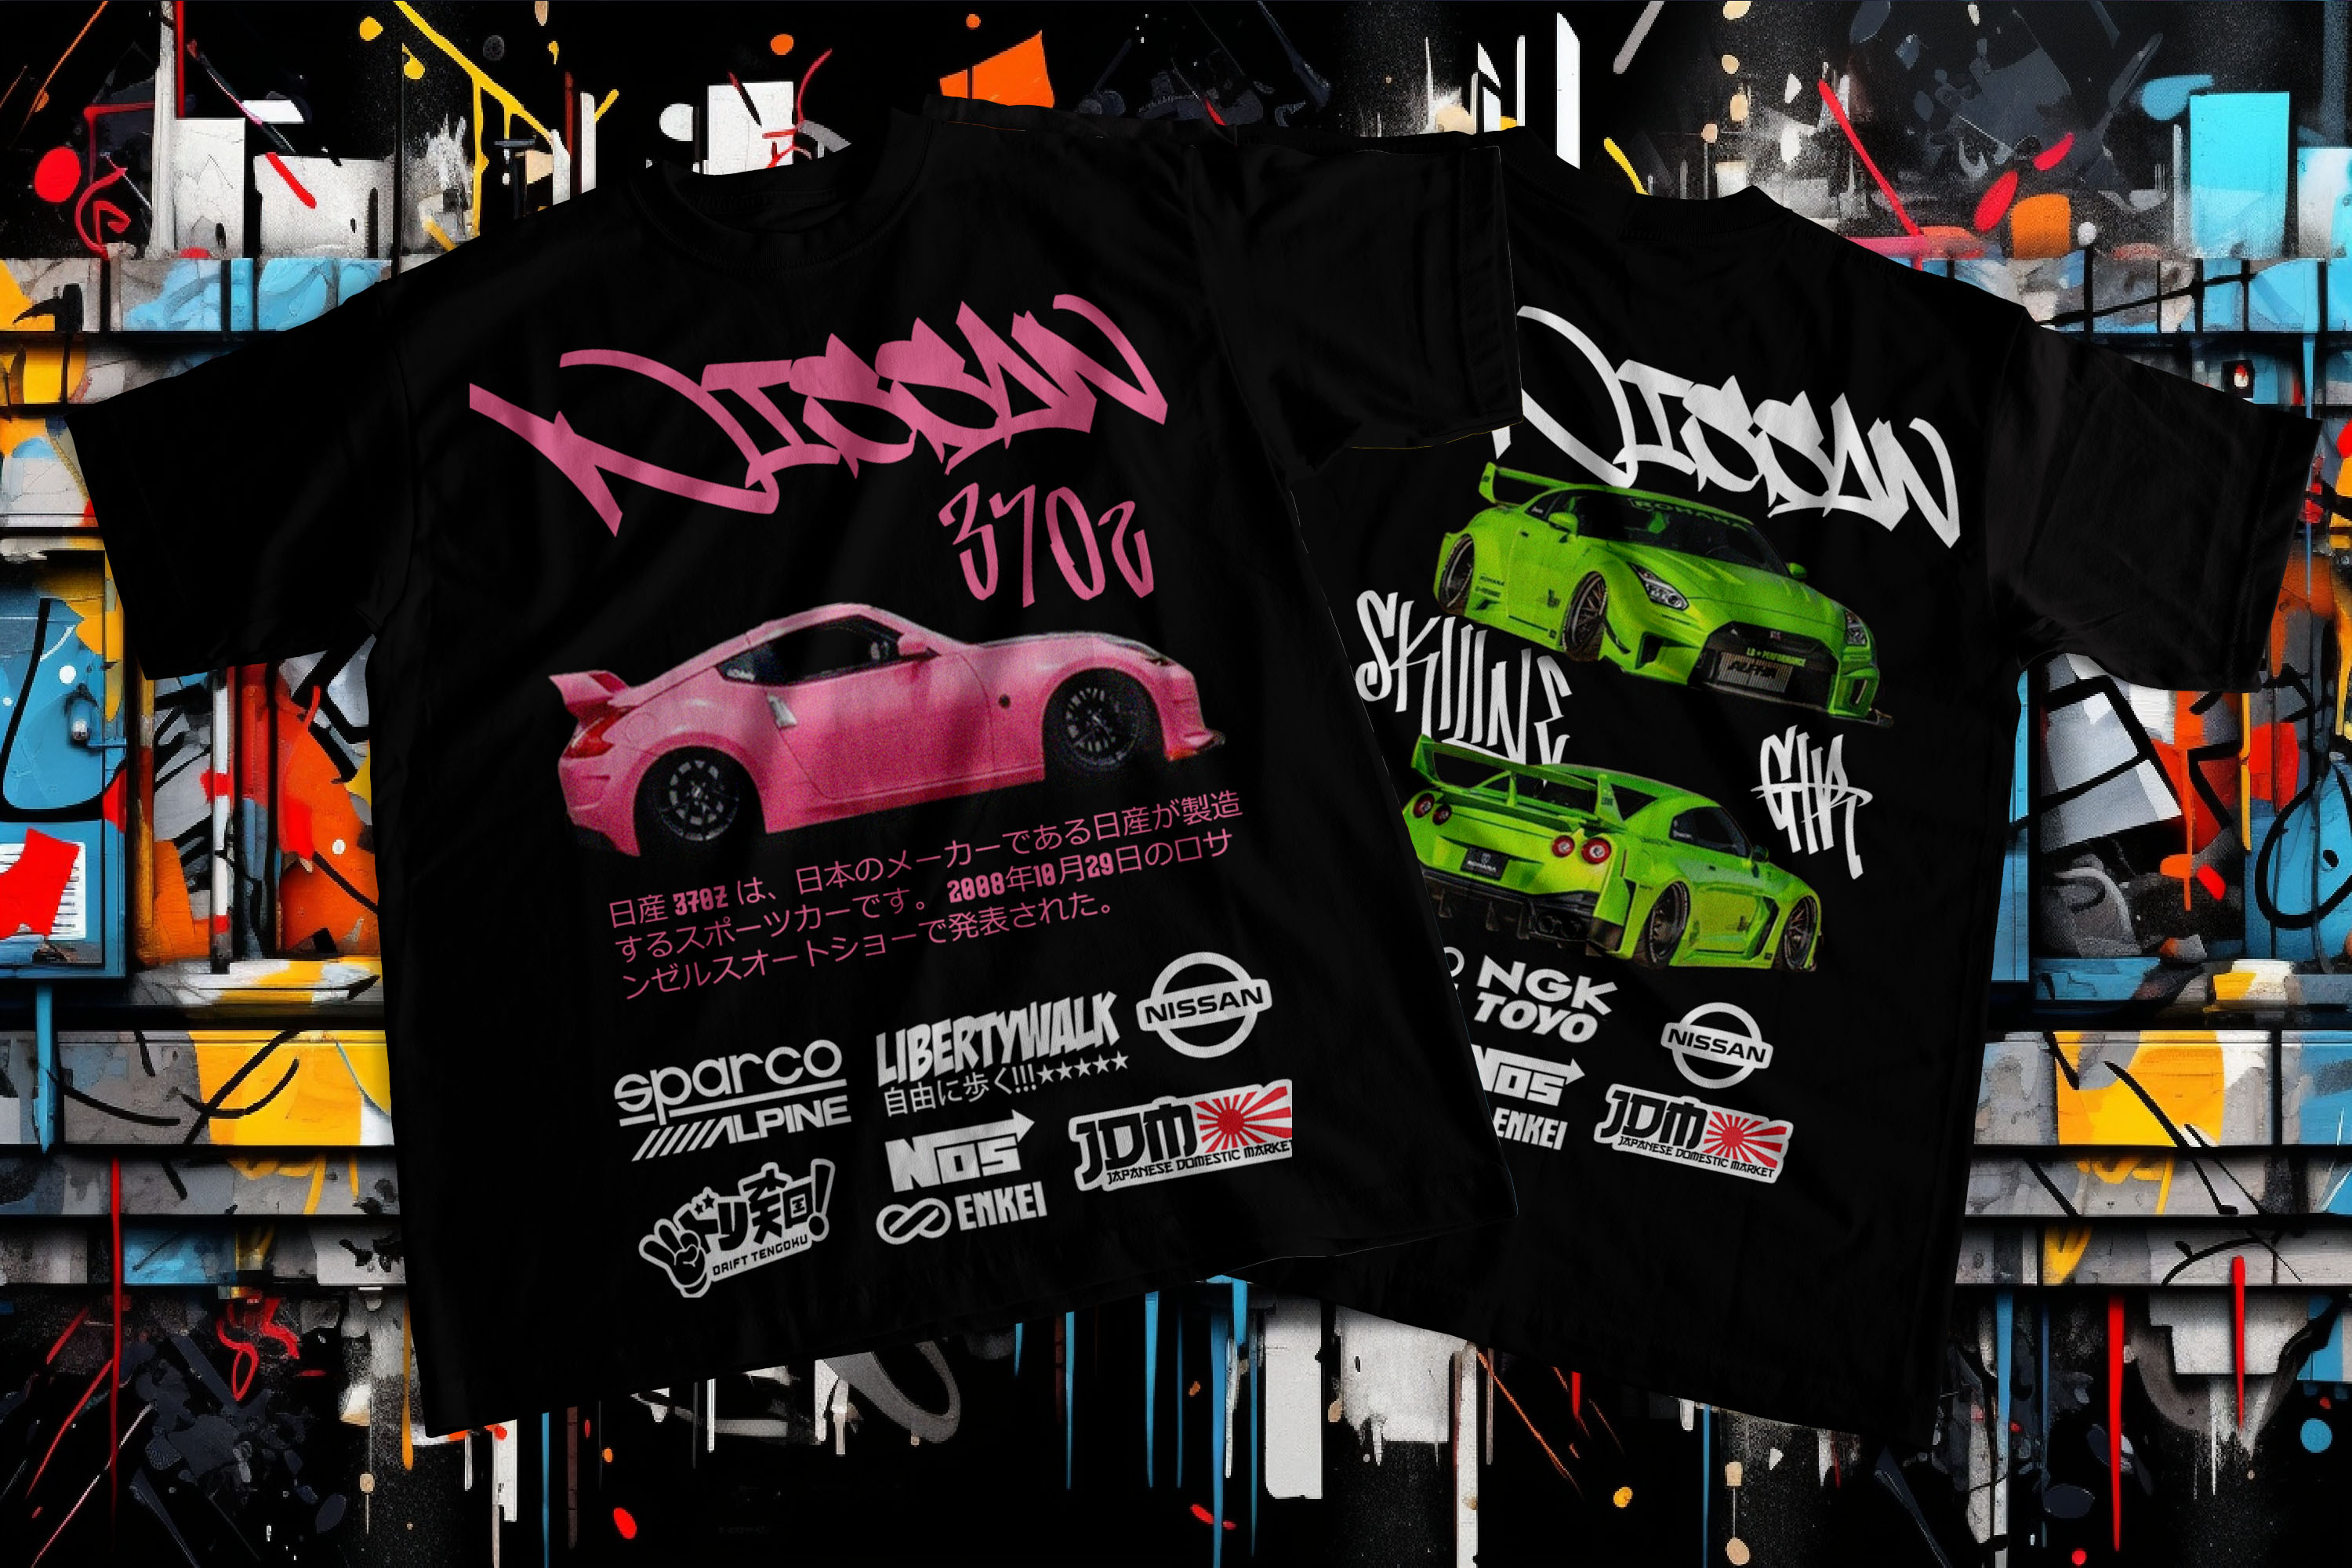 NISSAN
370z
日産 370Z は、日本のメーカーである日産が製造
するスポーツカーです。 2008年10月29日のロサ
ンゼルスオートショーで発表された。
sparco
ALPINE
LIBERTYWALK
自由に歩く!!!★★★★★
NISSAN
NOS
ENKEI
JDM
JAPANESE DOMESTIC MARKET
ドリ天国!
DRIFT TENGOKU
NISSAN
ROHANA
LB★PERFORMANCE
SKYLINE
GTR
ROHANA
NGK
TOYO
NISSAN
NOS
ENKEI
JDM
JAPANESE DOMESTIC MARKET